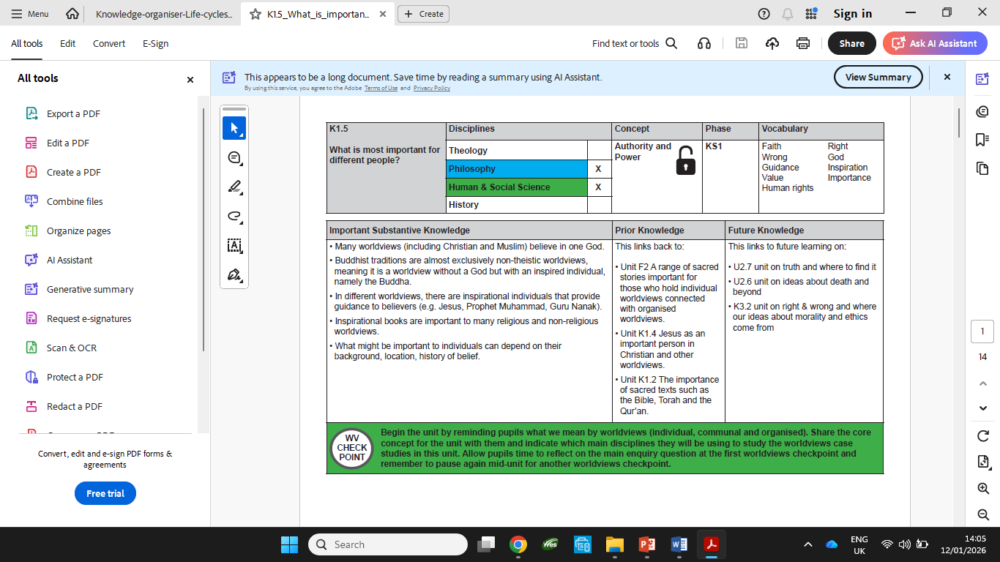 Menu
Knowledge-organiser-Life-cycles...
K1.5_What_is_importan...
Create
Sign in
All tools
Edit
Convert
E-Sign
Find text or tools
Share
Ask AI Assistant
All tools
Export a PDF
Edit a PDF
Create a PDF
Combine files
Organize pages
AI Assistant
Generative summary
Request e-signatures
Scan & OCR
Protect a PDF
Redact a PDF
Convert, edit and e-sign PDF forms &
agreements
Free trial
This appears to be a long document. Save time by reading a summary using AI Assistant.
By using this service, you agree to the Adobe Terms of Use and Privacy Policy
View Summary
K1.5
What is most important for
different people?
Disciplines
Theology
Philosophy X
Human & Social Science X
History
Concept
Authority and
Power
Phase
KS1
Vocabulary
Faith Right
Wrong God
Guidance Inspiration
Value Importance
Human rights
Important Substantive Knowledge
• Many worldviews (including Christian and Muslim) believe in one God.
• Buddhist traditions are almost exclusively non-theistic worldviews,
meaning it is a worldview without a God but with an inspired individual,
namely the Buddha.
• In different worldviews, there are inspirational individuals that provide
guidance to believers (e.g. Jesus, Prophet Muhammad, Guru Nanak).
• Inspirational books are important to many religious and non-religious
worldviews.
• What might be important to individuals can depend on their
background, location, history of belief.
Prior Knowledge
This links back to:
• Unit F2 A range of sacred
stories important for
those who hold individual
worldviews connected
with organised
worldviews.
• Unit K1.4 Jesus as an
important person in
Christian and other
worldviews.
• Unit K1.2 The importance
of sacred texts such as
the Bible, Torah and the
Qur'an.
Future Knowledge
This links to future learning on:
• U2.7 unit on truth and where to find it
• U2.6 unit on ideas about death and
beyond
• K3.2 unit on right & wrong and where
our ideas about morality and ethics
come from
WV
CHECK
POINT
Begin the unit by reminding pupils what we mean by worldviews (individual, communal and organised). Share the core
concept for the unit with them and indicate which main disciplines they will be using to study the worldviews case
studies in this unit. Allow pupils time to reflect on the main enquiry question at the first worldviews checkpoint and
remember to pause again mid-unit for another worldviews checkpoint.
1
14
Search
Wes
ENG
UK
14:05
12/01/2026